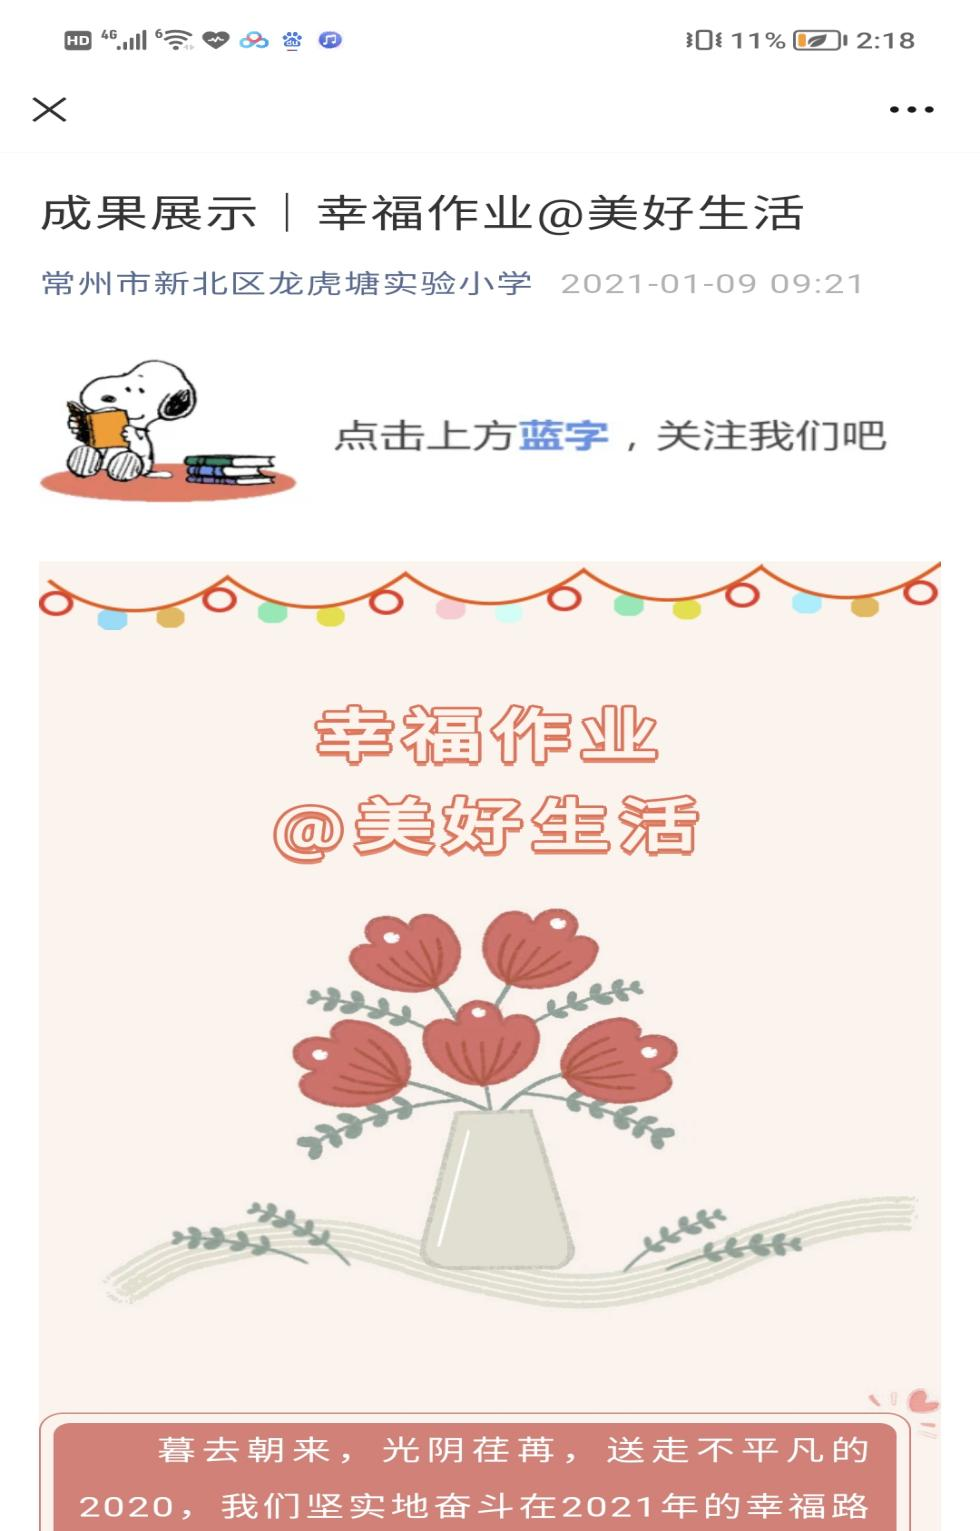 HD 4G 6 11% 2:18
成果展示｜幸福作业@美好生活
常州市新北区龙虎塘实验小学 2021-01-09 09:21
点击上方蓝字，关注我们吧
幸福作业
@美好生活
暮去朝来，光阴荏苒，送走不平凡的
2020，我们坚实地奋斗在2021年的幸福路